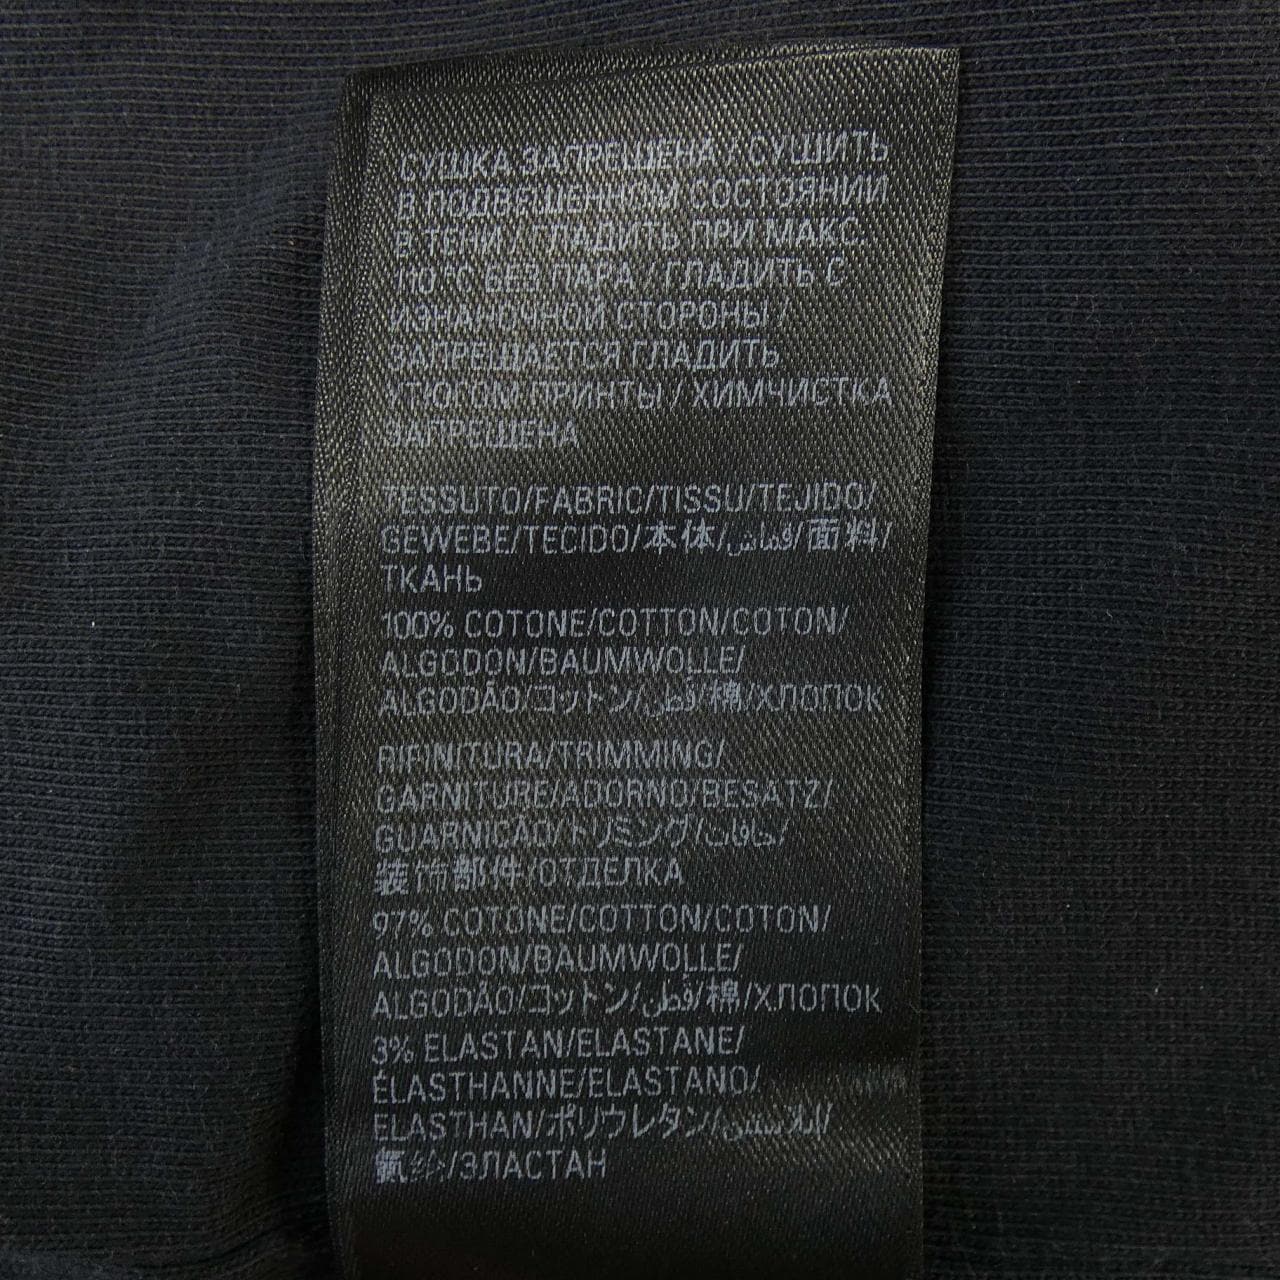 СУШКА ЗАПРЕЩЕНА / СУШИТЬ
В ПОДВЕШЕННОМ СОСТОЯНИИ
В ТЕНИ / ГЛАДИТЬ ПРИ МАКС.
110°C БЕЗ ПАРА / ГЛАДИТЬ С
ИЗНАНОЧНОЙ СТОРОНЫ /
ЗАПРЕЩАЕТСЯ ГЛАДИТЬ
УТЮГОМ ПРИНТЫ / ХИМЧИСТКА
ЗАПРЕЩЕНА
TESSUTO/FABRIC/TISSU/TEJIDO/
GEWEBE/TECIDO/本体/قماش/面料/
ТКАНЬ
100% COTONE/COTTON/COTON/
ALGODON/BAUMWOLLE/
ALGODÃO/コットン/قطن/棉/ХЛОПОК
RIFINITURA/TRIMMING/
GARNITURE/ADORNO/BESATZ/
GUARNIÇÃO/トリミング/حافات/
装饰部件/ОТДЕЛКА
97% COTONE/COTTON/COTON/
ALGODON/BAUMWOLLE/
ALGODÃO/コットン/قطن/棉/ХЛОПОК
3% ELASTAN/ELASTANE/
ÉLASTHANNE/ELASTANO/
ELASTHAN/ポリウレタン/إيلاستين/
氨纶/ЭЛАСТАН